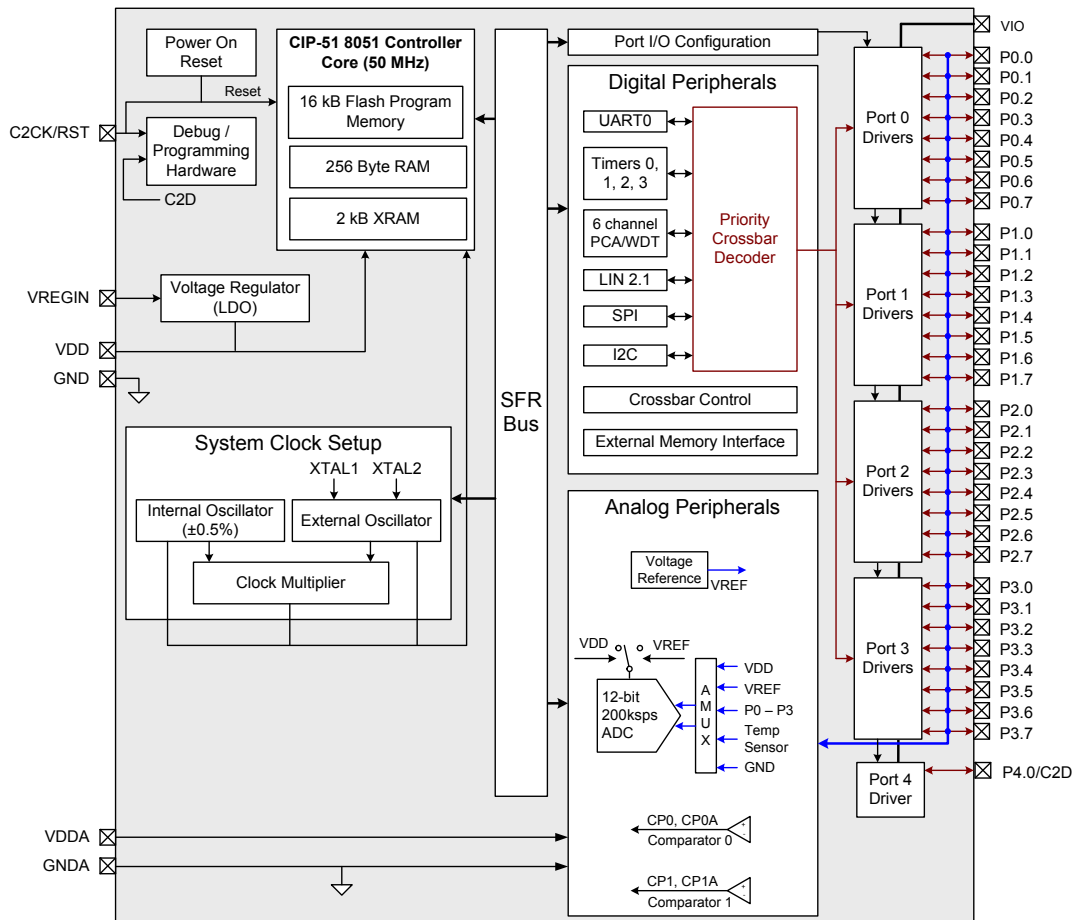 VIO
Power On
Reset
Reset
C2CK/RST
Debug /
Programming
Hardware
C2D
CIP-51 8051 Controller
Core (50 MHz)
16 kB Flash Program
Memory
256 Byte RAM
2 kB XRAM
VREGIN
Voltage Regulator
(LDO)
VDD
GND
System Clock Setup
XTAL1
XTAL2
Internal Oscillator
(±0.5%)
External Oscillator
Clock Multiplier
VDDA
GNDA
SFR
Bus
Port I/O Configuration
Digital Peripherals
UART0
Timers 0,
1, 2, 3
6 channel
PCA/WDT
LIN 2.1
SPI
I2C
Priority
Crossbar
Decoder
Crossbar Control
External Memory Interface
Analog Peripherals
Voltage
Reference
VREF
VDD
VREF
12-bit
200ksps
ADC
A
M
U
X
VDD
VREF
P0 – P3
Temp
Sensor
GND
CP0, CP0A
+
-
Comparator 0
CP1, CP1A
+
-
Comparator 1
Port 0
Drivers
Port 1
Drivers
Port 2
Drivers
Port 3
Drivers
Port 4
Driver
P0.0
P0.1
P0.2
P0.3
P0.4
P0.5
P0.6
P0.7
P1.0
P1.1
P1.2
P1.3
P1.4
P1.5
P1.6
P1.7
P2.0
P2.1
P2.2
P2.3
P2.4
P2.5
P2.6
P2.7
P3.0
P3.1
P3.2
P3.3
P3.4
P3.5
P3.6
P3.7
P4.0/C2D